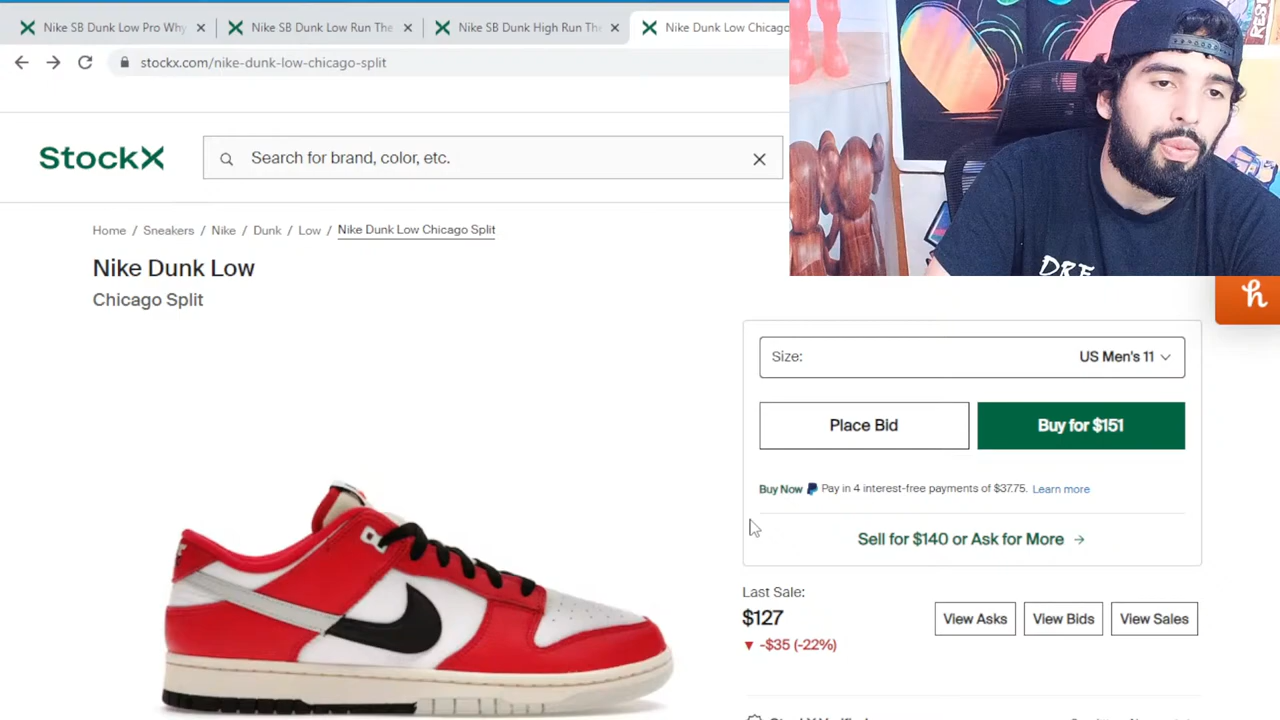 Nike SB Dunk Low Pro Why
Nike SB Dunk Low Run The
Nike SB Dunk High Run The
Nike Dunk Low Chicago
stockx.com/nike-dunk-low-chicago-split
StockX
Search for brand, color, etc.
Home / Sneakers / Nike / Dunk / Low / Nike Dunk Low Chicago Split
Nike Dunk Low
Chicago Split
DRE
h
Size:
US Men's 11
Place Bid
Buy for $151
Buy Now
Pay in 4 interest-free payments of $37.75. Learn more
Sell for $140 or Ask for More →
Last Sale:
$127
▼ -$35 (-22%)
View Asks
View Bids
View Sales